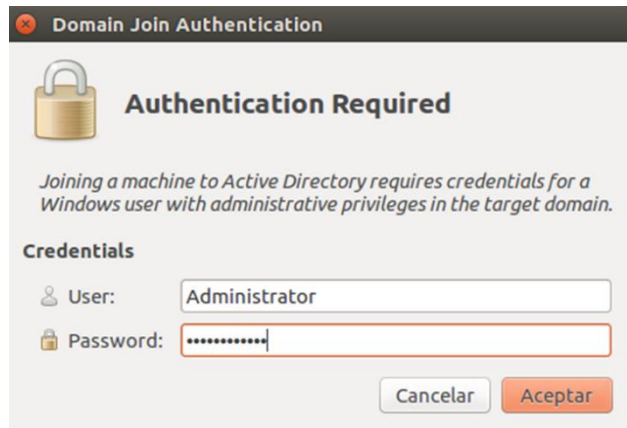 Domain Join Authentication
Authentication Required
Joining a machine to Active Directory requires credentials for a
Windows user with administrative privileges in the target domain.
Credentials
User: Administrator
Password: ••••••••••••
Cancelar Aceptar